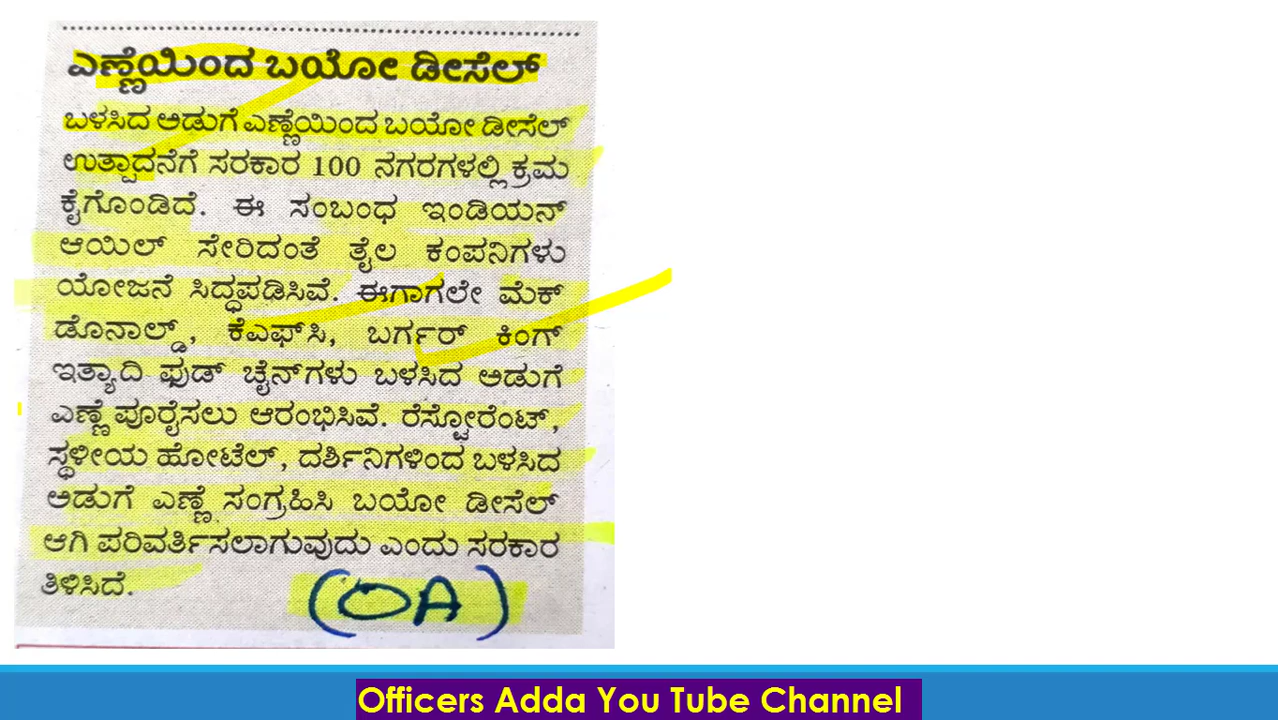 ಎಣ್ಣೆಯಿಂದ ಬಯೋ ಡೀಸೆಲ್
ಬಳಸಿದ ಅಡುಗೆ ಎಣ್ಣೆಯಿಂದ ಬಯೋ ಡೀಸೆಲ್
ಉತ್ಪಾದನೆಗೆ ಸರಕಾರ 100 ನಗರಗಳಲ್ಲಿ ಕ್ರಮ
ಕೈಗೊಂಡಿದೆ. ಈ ಸಂಬಂಧ ಇಂಡಿಯನ್
ಆಯಿಲ್ ಸೇರಿದಂತೆ ತೈಲ ಕಂಪನಿಗಳು
ಯೋಜನೆ ಸಿದ್ಧಪಡಿಸಿವೆ. ಈಗಾಗಲೇ ಮೆಕ್
ಡೊನಾಲ್ಡ್, ಕೆಎಫ್‌ಸಿ, ಬರ್ಗರ್ ಕಿಂಗ್
ಇತ್ಯಾದಿ ಫುಡ್ ಚೈನ್‌ಗಳು ಬಳಸಿದ ಅಡುಗೆ
ಎಣ್ಣೆ ಪೂರೈಸಲು ಆರಂಭಿಸಿವೆ. ರೆಸ್ಟೋರೆಂಟ್,
ಸ್ಥಳೀಯ ಹೋಟೆಲ್, ದರ್ಶಿನಿಗಳಿಂದ ಬಳಸಿದ
ಅಡುಗೆ ಎಣ್ಣೆ ಸಂಗ್ರಹಿಸಿ ಬಯೋ ಡೀಸೆಲ್
ಆಗಿ ಪರಿವರ್ತಿಸಲಾಗುವುದು ಎಂದು ಸರಕಾರ
ತಿಳಿಸಿದೆ.
(OA)
Officers Adda You Tube Channel